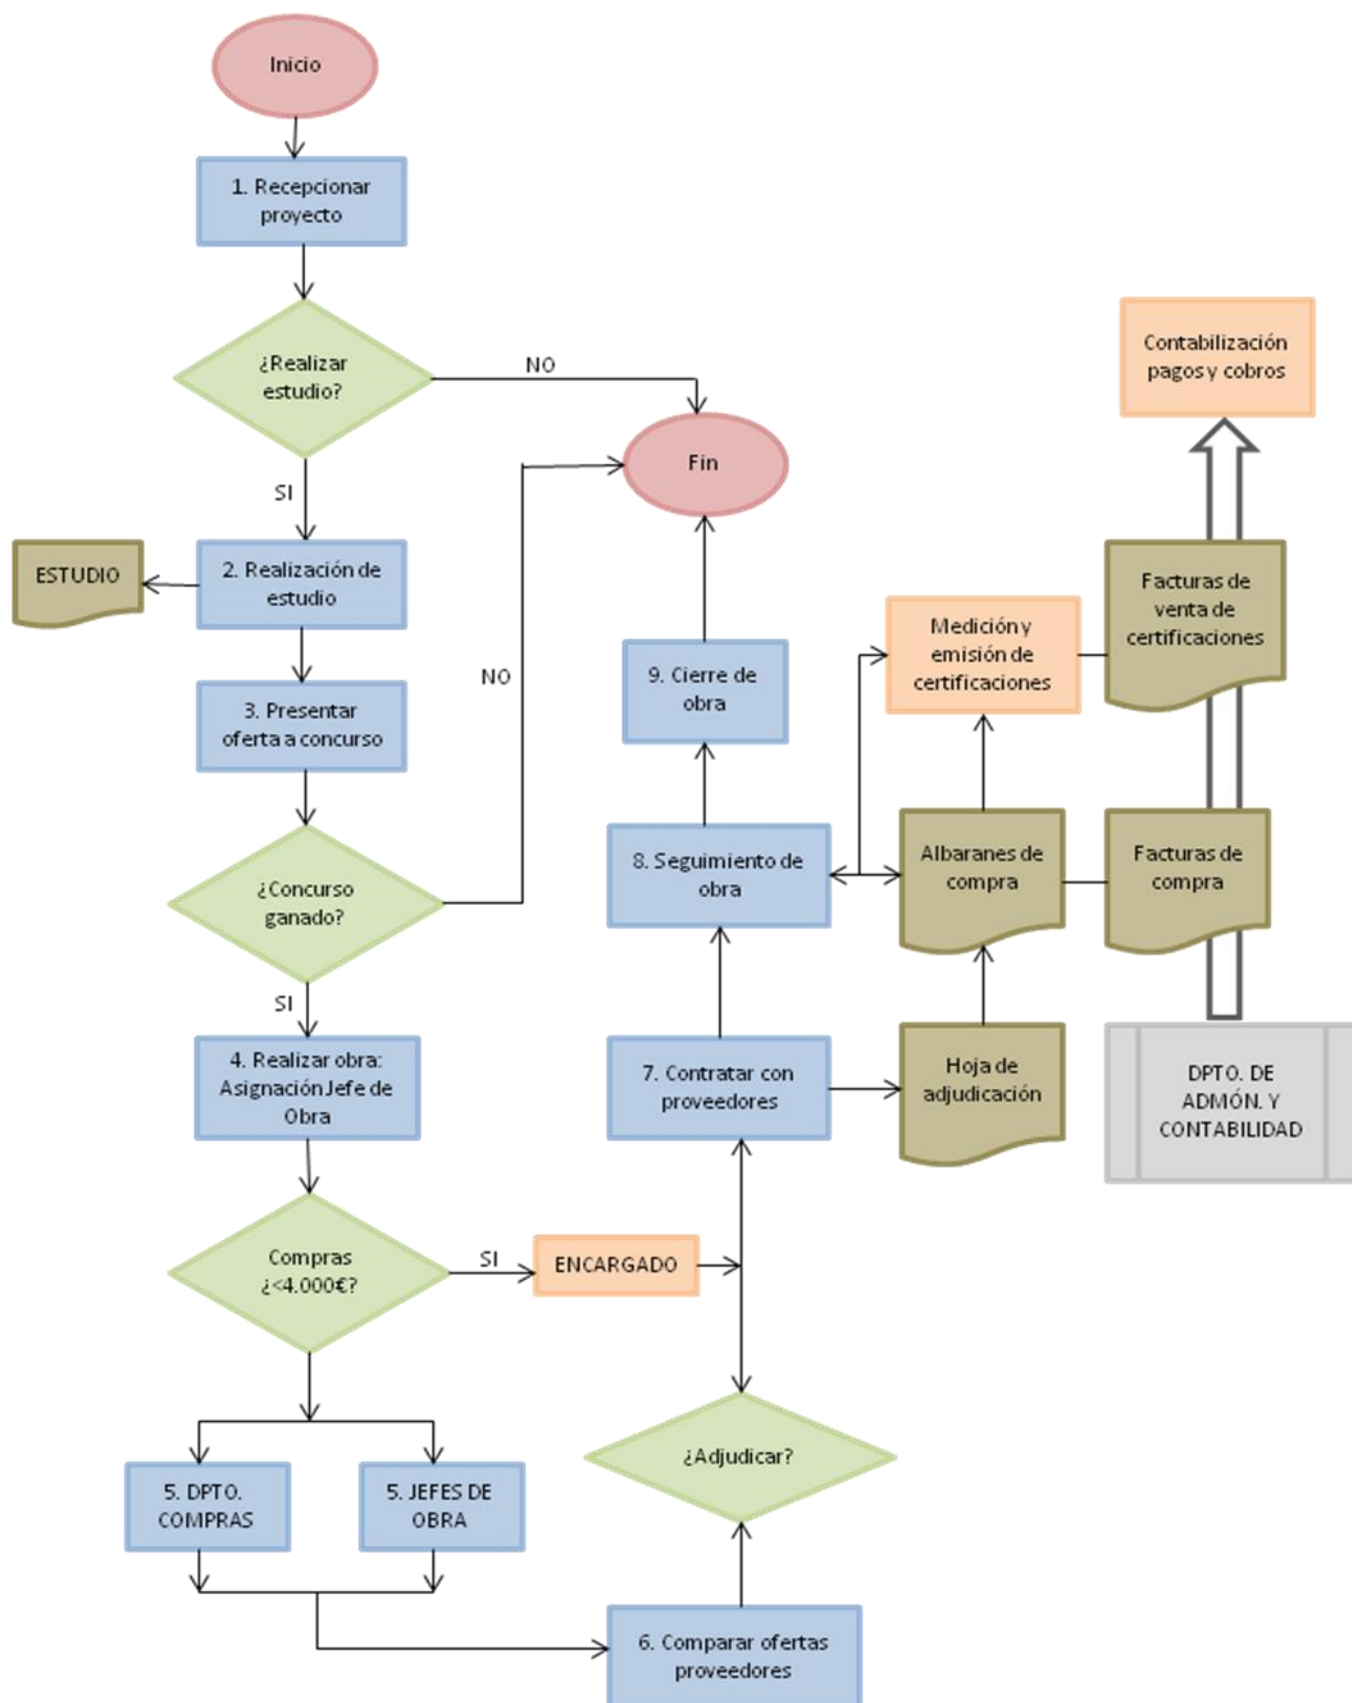 Inicio
1. Recepcionar
proyecto
¿Realizar
estudio?
NO
SI
Fin
Contabilización
pagos y cobros
ESTUDIO
2. Realización de
estudio
3. Presentar
oferta a concurso
NO
¿Concurso
ganado?
SI
4. Realizar obra:
Asignación Jefe de
Obra
Compras
¿<4.000€?
SI
ENCARGADO
5. DPTO.
COMPRAS
5. JEFES DE
OBRA
6. Comparar ofertas
proveedores
¿Adjudicar?
7. Contratar con
proveedores
Hoja de
adjudicación
8. Seguimiento de
obra
Albaranes de
compra
Facturas de
compra
9. Cierre de
obra
Medición y
emisión de
certificaciones
Facturas de
venta de
certificaciones
DPTO. DE
ADMÓN. Y
CONTABILIDAD